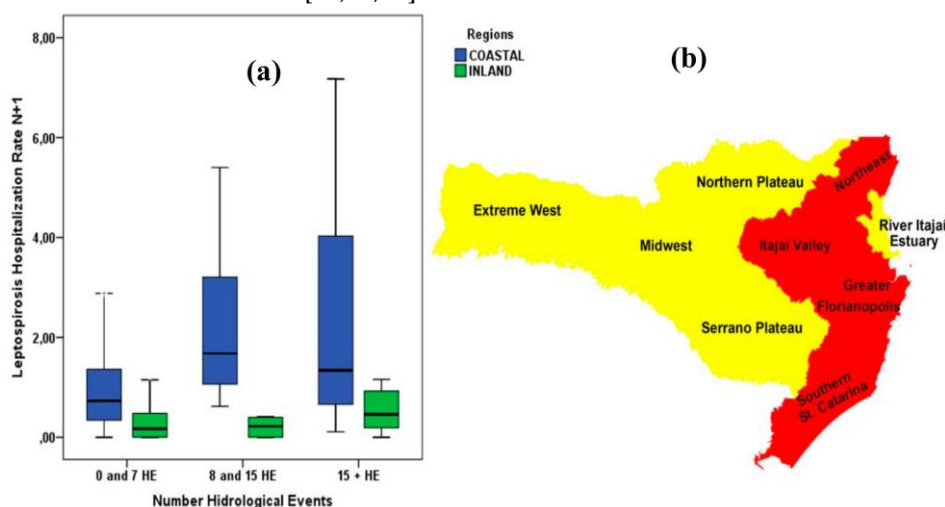 8,00
6,00
4,00
2,00
,00
Leptospirosis Hospitalization Rate N+1
(a)
0 and 7 HE
8 and 15 HE
15 + HE
Number Hidrological Events
Regions
COASTAL
INLAND
(b)
Northeast
Northern Plateau
Extreme West
River Itajai
Estuary
Midwest
Itajai Valley
Greater
Florianopolis
Serrano Plateau
Southern
St. Catarina